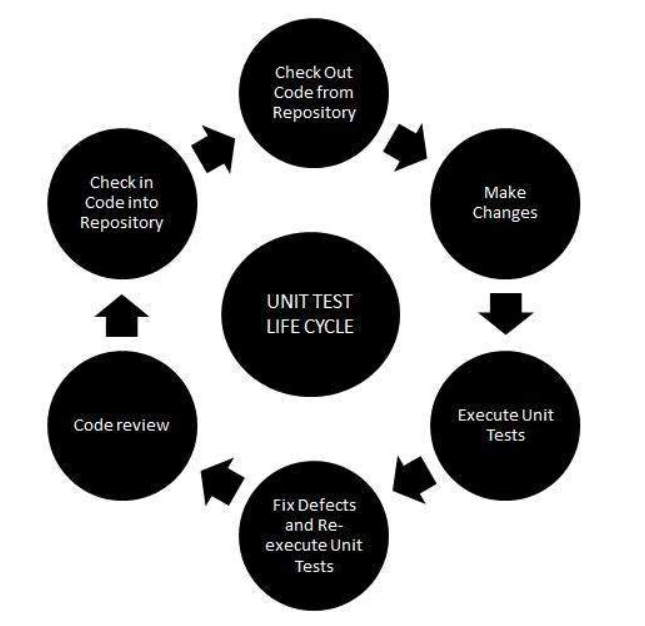 Check Out
Code from
Repository
Make
Changes
Execute Unit
Tests
Fix Defects
and Re-
execute Unit
Tests
Code review
Check in
Code into
Repository
UNIT TEST
LIFE CYCLE